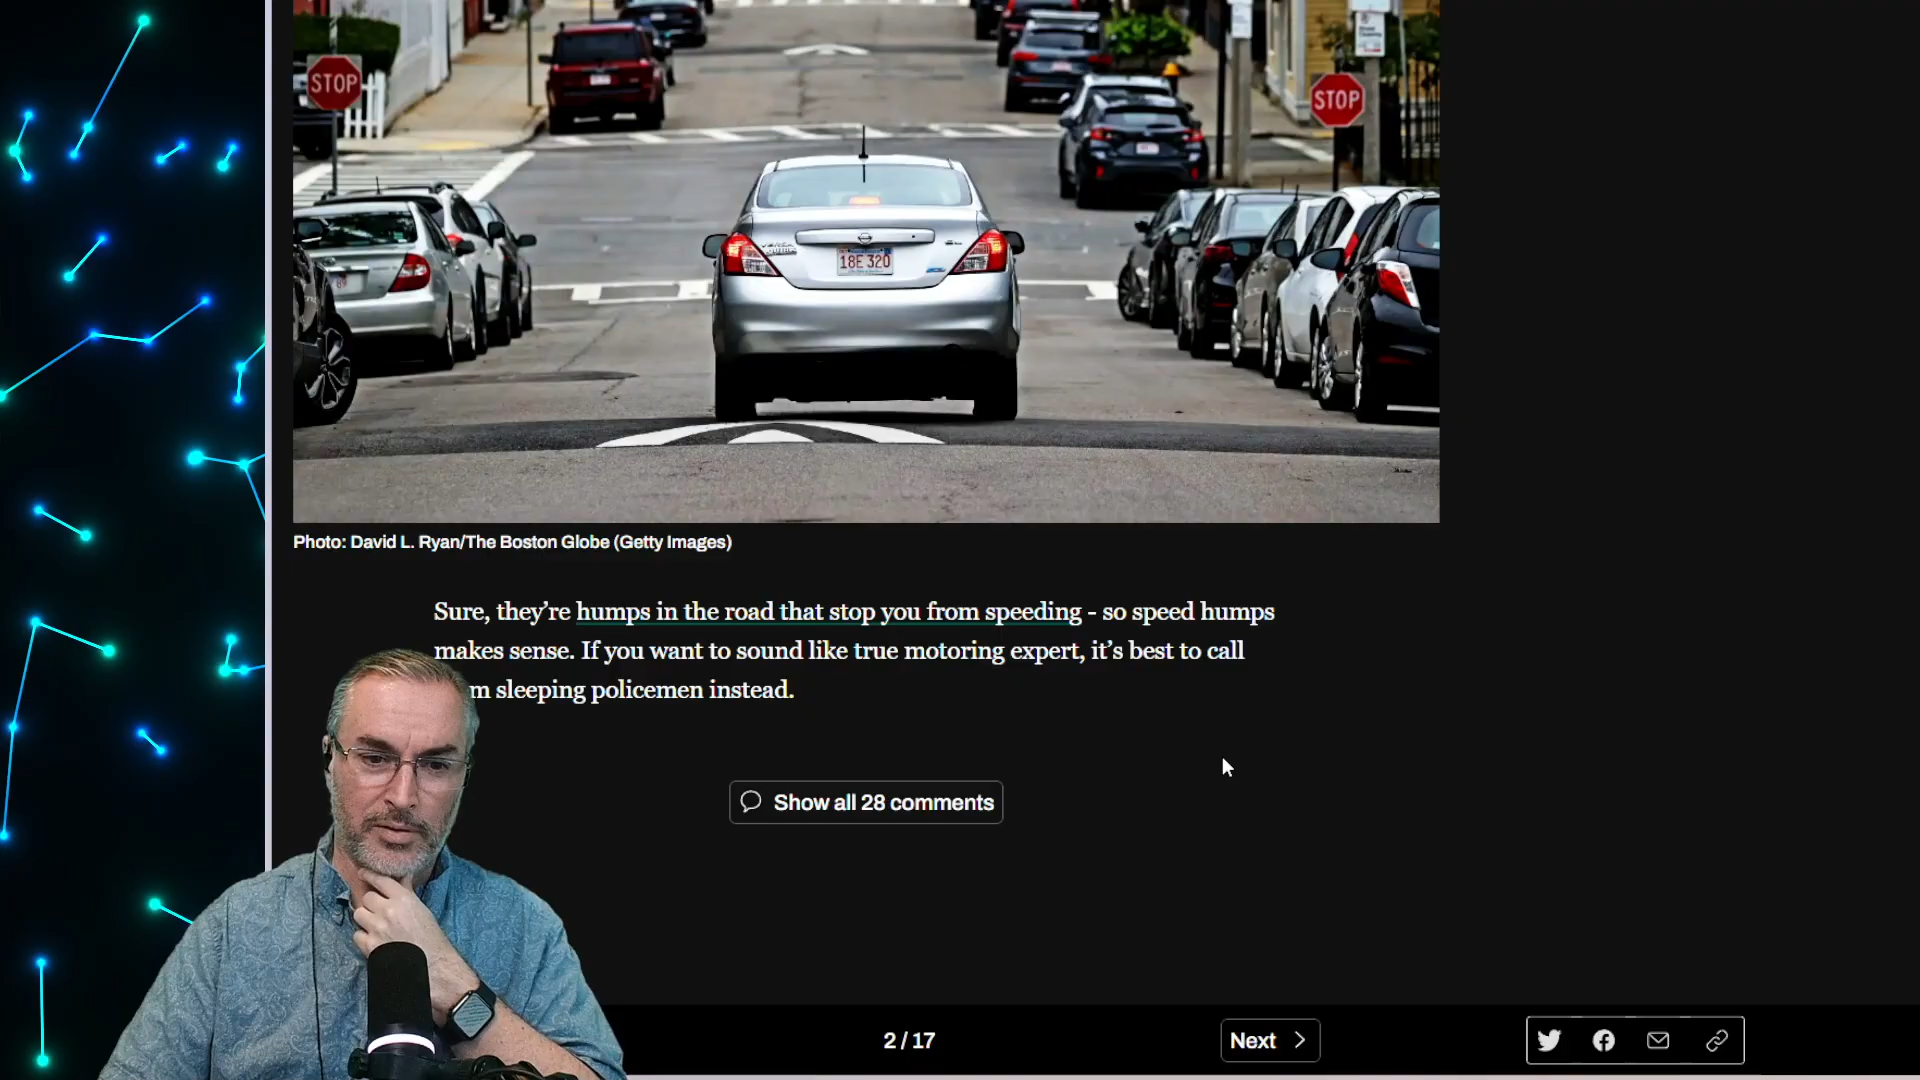 STOP
STOP
18E 320
Photo: David L. Ryan/The Boston Globe (Getty Images)
Sure, they’re humps in the road that stop you from speeding - so speed humps
makes sense. If you want to sound like true motoring expert, it’s best to call
sleeping policemen instead.
Show all 28 comments
2 / 17
Next